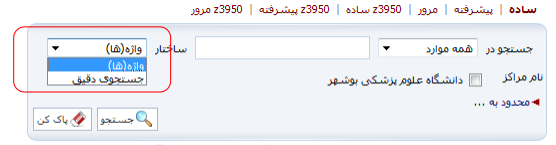 ساده | پیشرفته | مرور | z3950 ساده | z3950 پیشرفته | z3950 مرور
جستجو در همه موارد ساختار واژه(ها)
واژه(ها)
جستجوی دقیق
نام مراکز دانشگاه علوم پزشکی بوشهر
محدود به ...
جستجو پاک کن